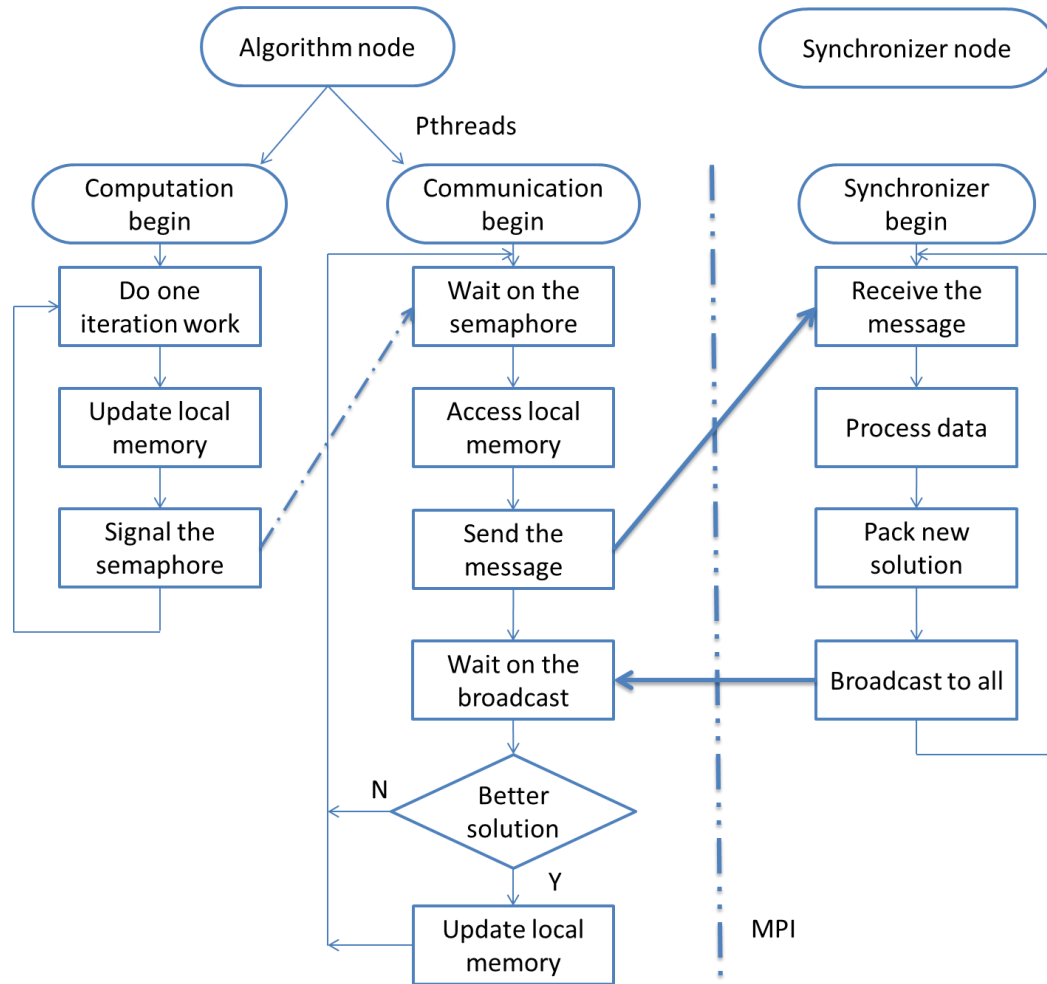 Algorithm node
Synchronizer node
Pthreads
Computation
begin
Communication
begin
Synchronizer
begin
Do one
iteration work
Wait on the
semaphore
Receive the
message
Update local
memory
Access local
memory
Process data
Signal the
semaphore
Send the
message
Pack new
solution
Wait on the
broadcast
Broadcast to all
N
Better
solution
Y
Update local
memory
MPI